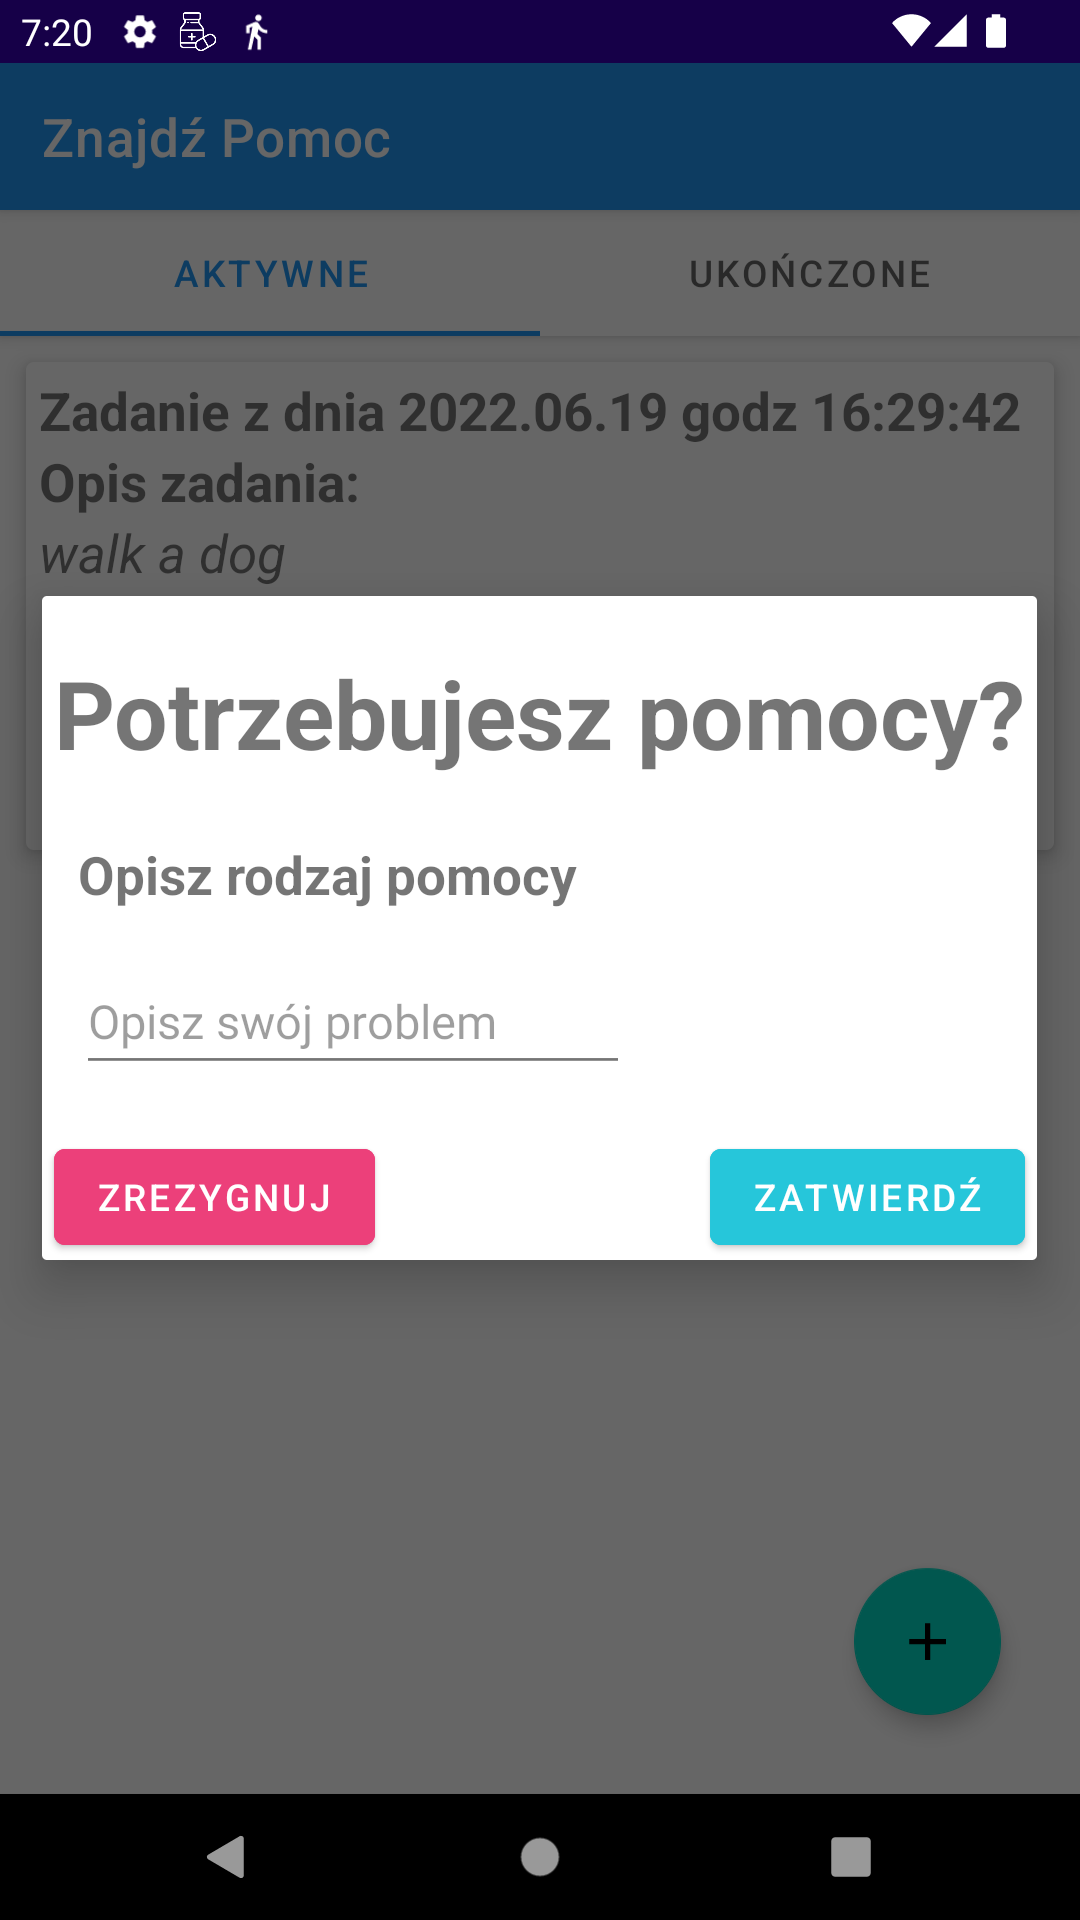 7:20
Znajdź Pomoc
AKTYWNE UKOŃCZONE
Zadanie z dnia 2022.06.19 godz 16:29:42
Opis zadania:
walk a dog
Potrzebujesz pomocy?
Opisz rodzaj pomocy
Opisz swój problem
ZREZYGNUJ ZATWIERDŹ